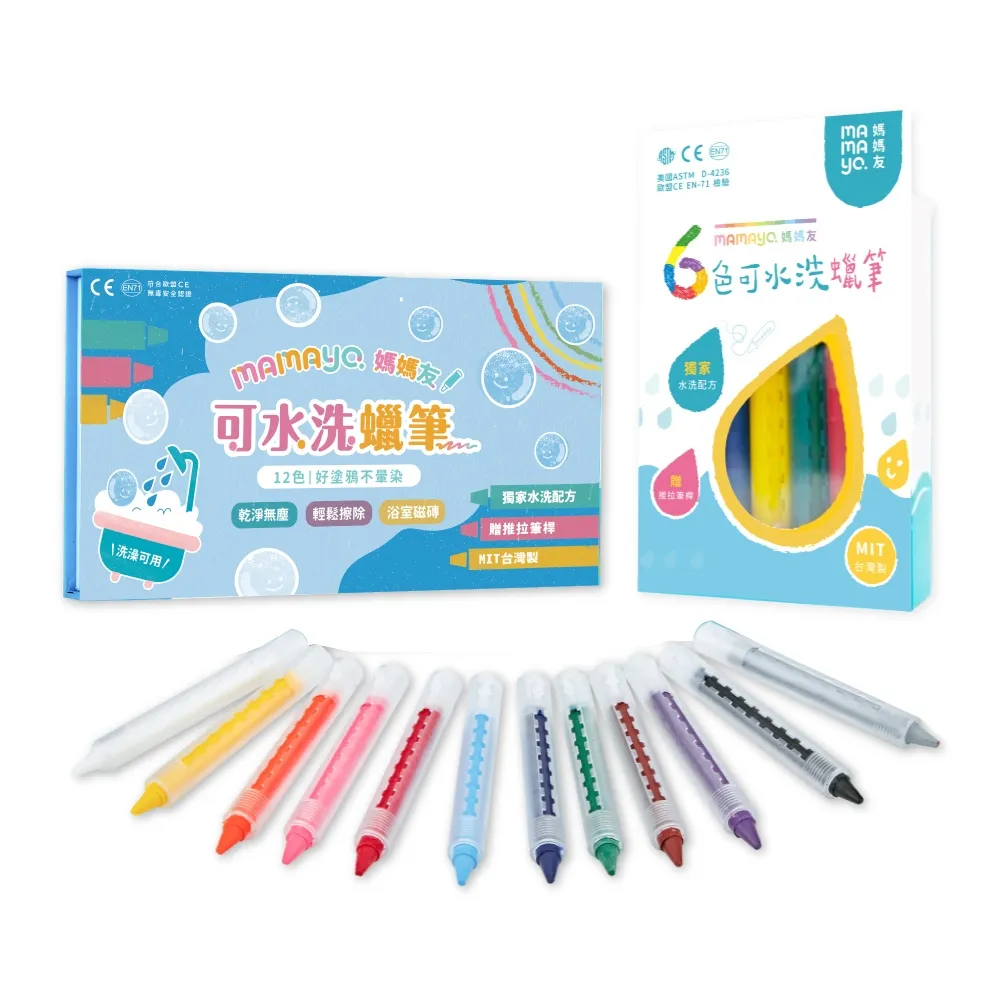 CE EN71 符合歐盟CE
無毒安全認證
MAMAYO. 媽媽友
可水洗蠟筆
12色|好塗鴉不暈染
乾淨無塵 輕鬆擦除 浴室磁磚
獨家水洗配方
贈推拉筆桿
MIT台灣製
洗澡可用
MA
MA
YO.
媽媽友
ASTM CE EN71
美國ASTM D-4236
歐盟CE EN-71 檢驗
MAMAYO. 媽媽友
6色可水洗蠟筆
獨家
水洗配方
贈
推拉筆桿
MIT
台灣製